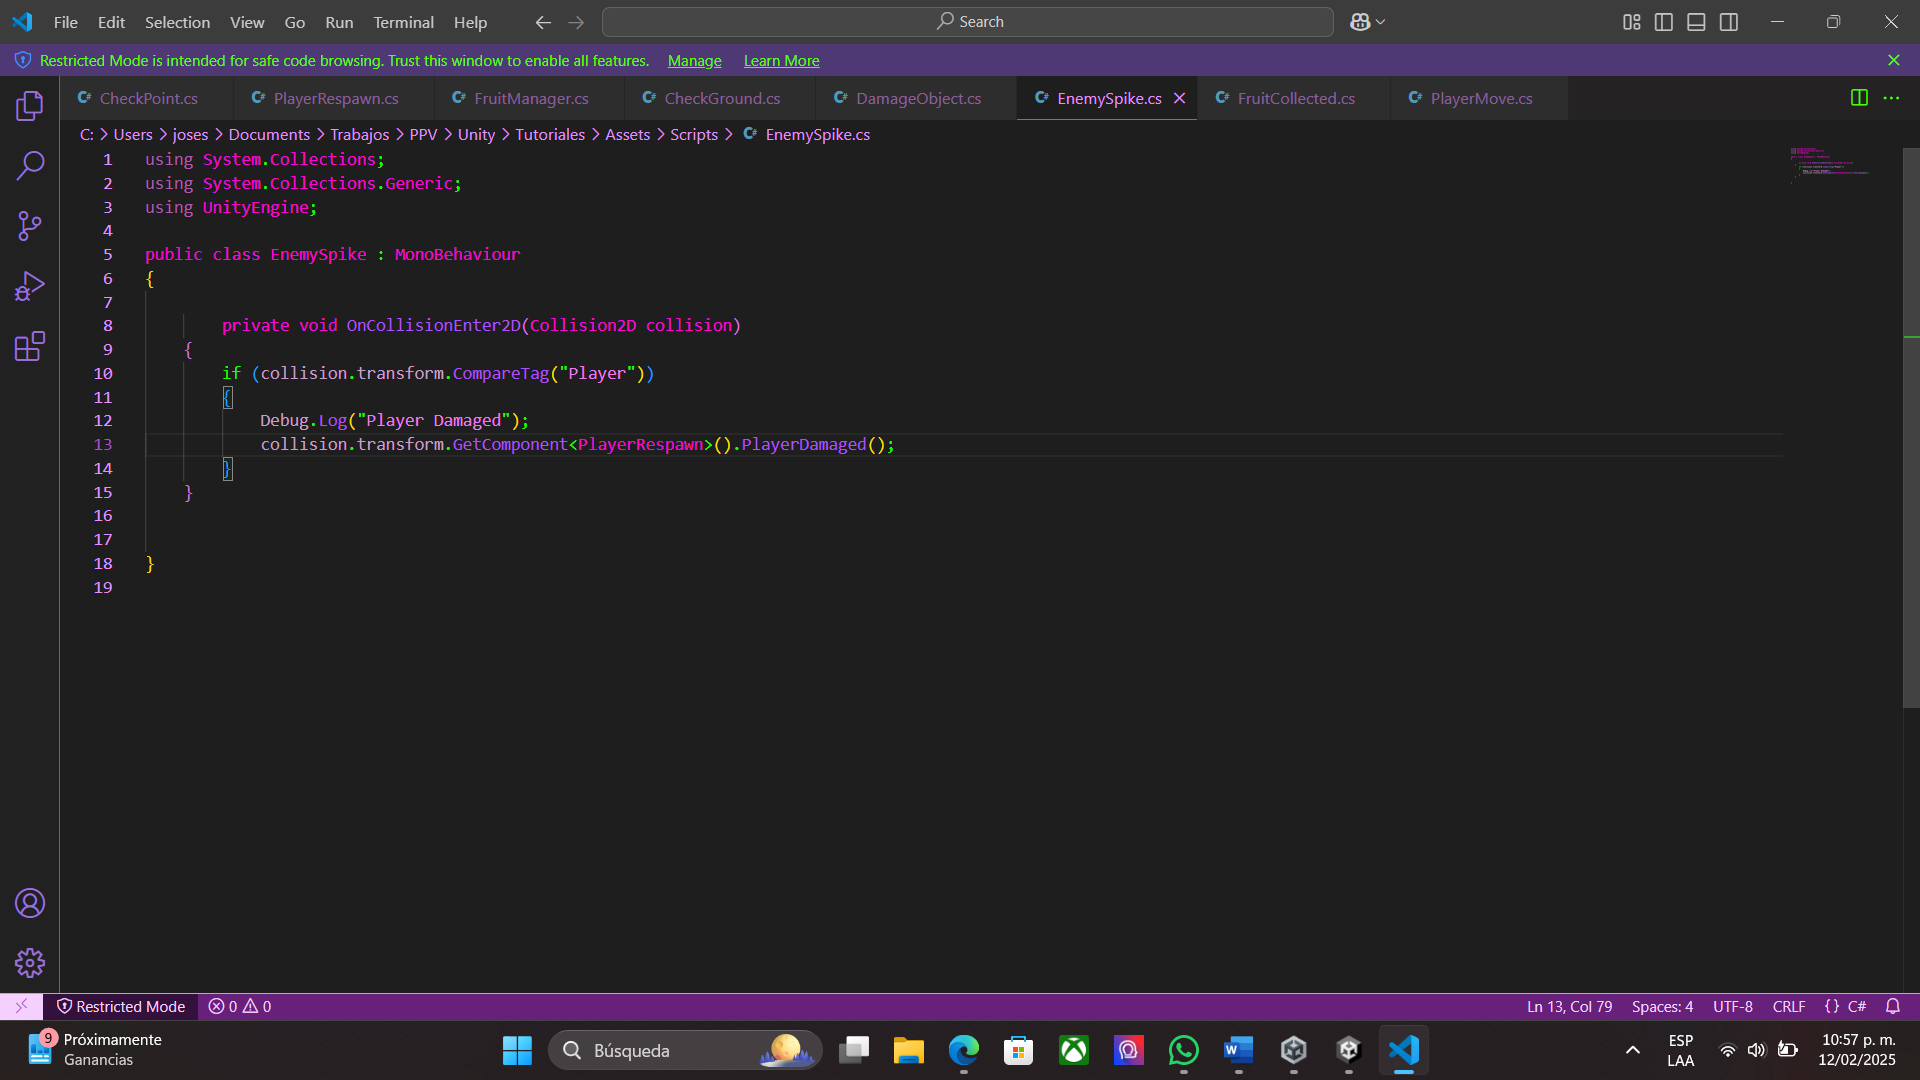 File Edit Selection View Go Run Terminal Help
Search
Restricted Mode is intended for safe code browsing. Trust this window to enable all features. Manage Learn More
CheckPoint.cs PlayerRespawn.cs FruitManager.cs CheckGround.cs DamageObject.cs EnemySpike.cs FruitCollected.cs PlayerMove.cs
C: > Users > joses > Documents > Trabajos > PPV > Unity > Tutoriales > Assets > Scripts > EnemySpike.cs
1 using System.Collections;
2 using System.Collections.Generic;
3 using UnityEngine;
4
5 public class EnemySpike : MonoBehaviour
6 {
7
8 private void OnCollisionEnter2D(Collision2D collision)
9 {
10 if (collision.transform.CompareTag("Player"))
11 {
12 Debug.Log("Player Damaged");
13 collision.transform.GetComponent<PlayerRespawn>().PlayerDamaged();
14 }
15 }
16
17
18 }
19
Restricted Mode 0 0 Ln 13, Col 79 Spaces: 4 UTF-8 CRLF {} C#
9 Próximamente
Ganancias
Búsqueda
ESP
LAA
10:57 p. m.
12/02/2025